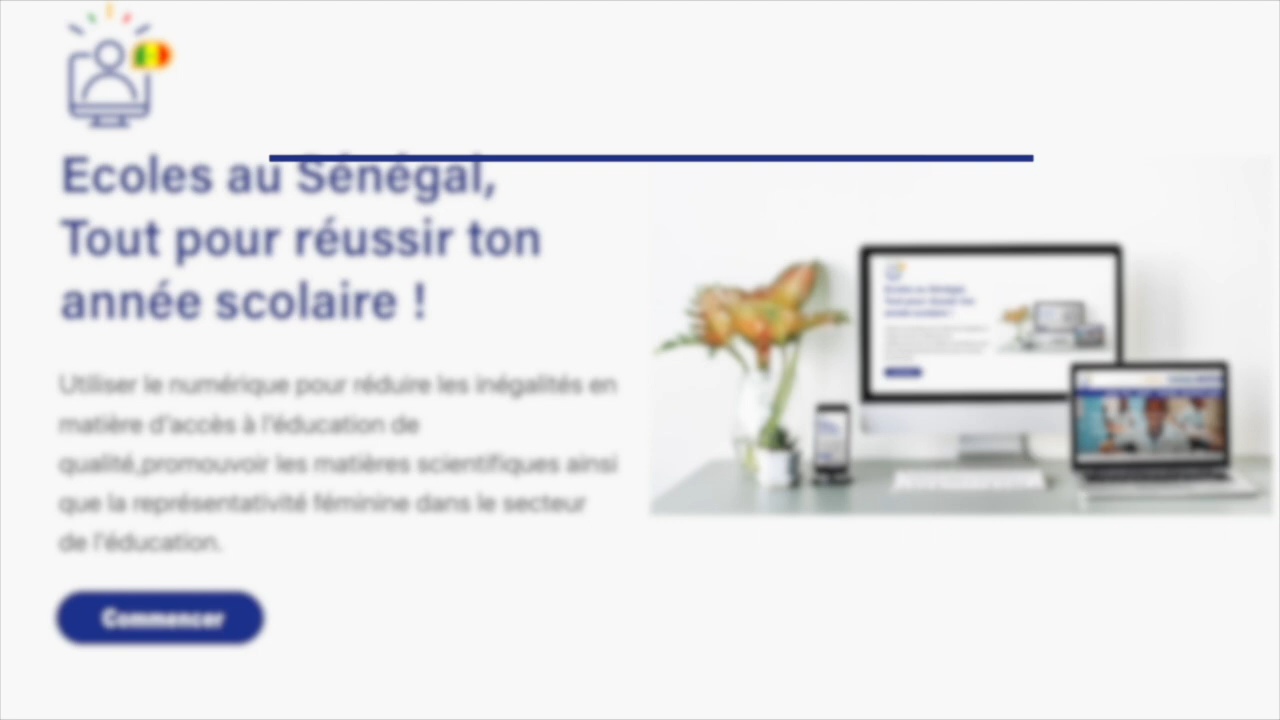 Ecoles au Sénégal,
Tout pour réussir ton
année scolaire !
Utiliser le numérique pour réduire les inégalités en
matière d'accès à l'éducation de
qualité,promouvoir les matières scientifiques ainsi
que la représentativité féminine dans le secteur
de l'éducation.
Commencer